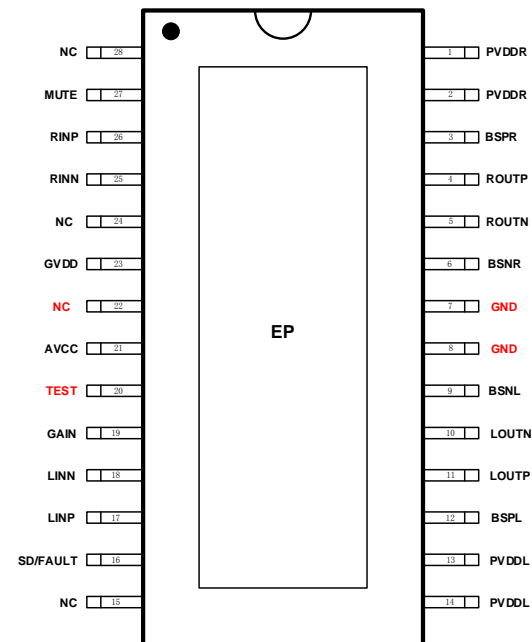 NC 28 1 PVDDR
MUTE 27 2 PVDDR
RINP 26 3 BSPR
RINN 25 4 ROUTP
NC 24 5 ROUTN
GVDD 23 6 BSNR
NC 22 7 GND
EP
AVCC 21 8 GND
TEST 20 9 BSNL
GAIN 19 10 LOUTN
LINN 18 11 LOUTP
LINP 17 12 BSPL
SD/FAULT 16 13 PVDDL
NC 15 14 PVDDL